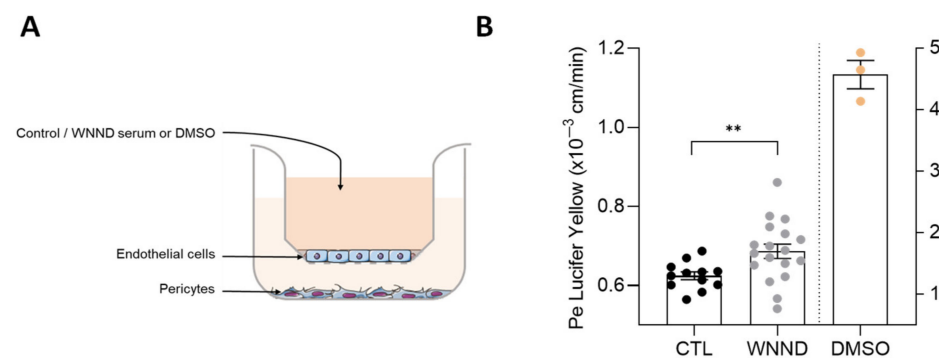 A
Control / WNND serum or DMSO
Endothelial cells
Pericytes
B
Pe Lucifer Yellow (x10⁻³ cm/min)
1.2
1.0
0.8
0.6
**
5
4
3
2
1
CTL
WNND
DMSO